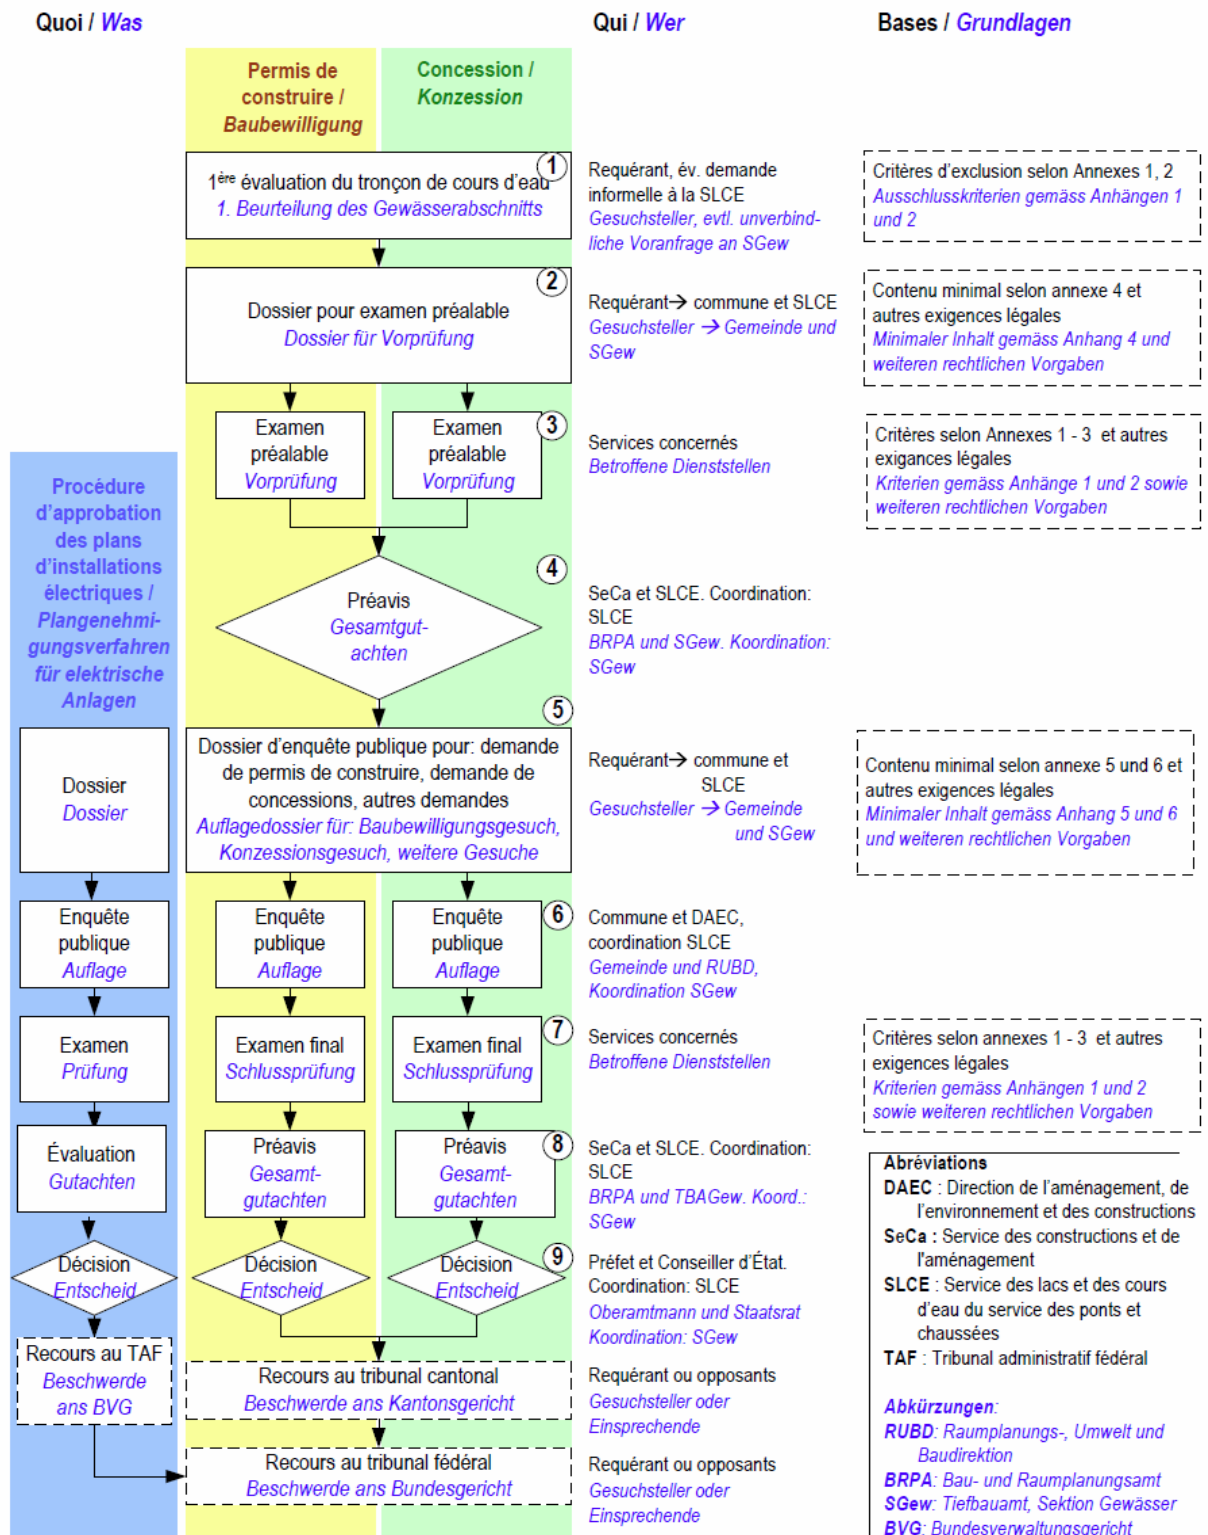 Quoi / Was
Qui / Wer
Bases / Grundlagen
Permis de
construire /
Baubewilligung
Concession /
Konzession
1
1ère évaluation du tronçon de cours d'eau
1. Beurteilung des Gewässerabschnitts
Requérant, év. demande
informelle à la SLCE
Gesuchsteller, evtl. unverbind-
liche Voranfrage an SGew
Critères d'exclusion selon Annexes 1, 2
Ausschlusskriterien gemäss Anhängen 1
und 2
2
Dossier pour examen préalable
Dossier für Vorprüfung
Requérant→ commune et SLCE
Gesuchsteller → Gemeinde und
SGew
Contenu minimal selon annexe 4 et
autres exigences légales
Minimaler Inhalt gemäss Anhang 4 und
weiteren rechtlichen Vorgaben
3
Examen
préalable
Vorprüfung
Examen
préalable
Vorprüfung
Services concernés
Betroffene Dienststellen
Critères selon Annexes 1 - 3 et autres
exigances légales
Kriterien gemäss Anhänge 1 und 2 sowie
weiteren rechtlichen Vorgaben
Procédure
d'approbation
des plans
d'installations
électriques /
Plangenehmi-
gungsverfahren
für elektrische
Anlagen
4
Préavis
Gesamtgut-
achten
SeCa et SLCE. Coordination:
SLCE
BRPA und SGew. Koordination:
SGew
5
Dossier
Dossier
Dossier d'enquête publique pour: demande
de permis de construire, demande de
concessions, autres demandes
Auflagedossier für: Baubewilligungsgesuch,
Konzessionsgesuch, weitere Gesuche
Requérant→ commune et
SLCE
Gesuchsteller → Gemeinde
und SGew
Contenu minimal selon annexe 5 und 6 et
autres exigences légales
Minimaler Inhalt gemäss Anhang 5 und 6
und weiteren rechtlichen Vorgaben
6
Enquête
publique
Auflage
Enquête
publique
Auflage
Enquête
publique
Auflage
Commune et DAEC,
coordination SLCE
Gemeinde und RUBD,
Koordination SGew
7
Examen
Prüfung
Examen final
Schlussprüfung
Examen final
Schlussprüfung
Services concernés
Betroffene Dienststellen
Critères selon annexes 1 - 3 et autres
exigences légales
Kriterien gemäss Anhängen 1 und 2
sowie weiteren rechtlichen Vorgaben
8
Évaluation
Gutachten
Préavis
Gesamt-
gutachten
Préavis
Gesamt-
gutachten
SeCa et SLCE. Coordination:
SLCE
BRPA und TBAGew. Koord.:
SGew
9
Décision
Entscheid
Décision
Entscheid
Décision
Entscheid
Préfet et Conseiller d'État.
Coordination: SLCE
Oberamtmann und Staatsrat
Koordination: SGew
Recours au TAF
Beschwerde
ans BVG
Recours au tribunal cantonal
Beschwerde ans Kantonsgericht
Requérant ou opposants
Gesuchsteller oder
Einsprechende
Recours au tribunal fédéral
Beschwerde ans Bundesgericht
Requérant ou opposants
Gesuchsteller oder
Einsprechende
Abréviations
DAEC : Direction de l'aménagement, de
l'environnement et des constructions
SeCa : Service des constructions et de
l'aménagement
SLCE : Service des lacs et des cours
d'eau du service des ponts et
chaussées
TAF : Tribunal administratif fédéral
Abkürzungen:
RUBD: Raumplanungs-, Umwelt und
Baudirektion
BRPA: Bau- und Raumplanungsamt
SGew: Tiefbauamt, Sektion Gewässer
BVG: Bundesverwaltungsgericht